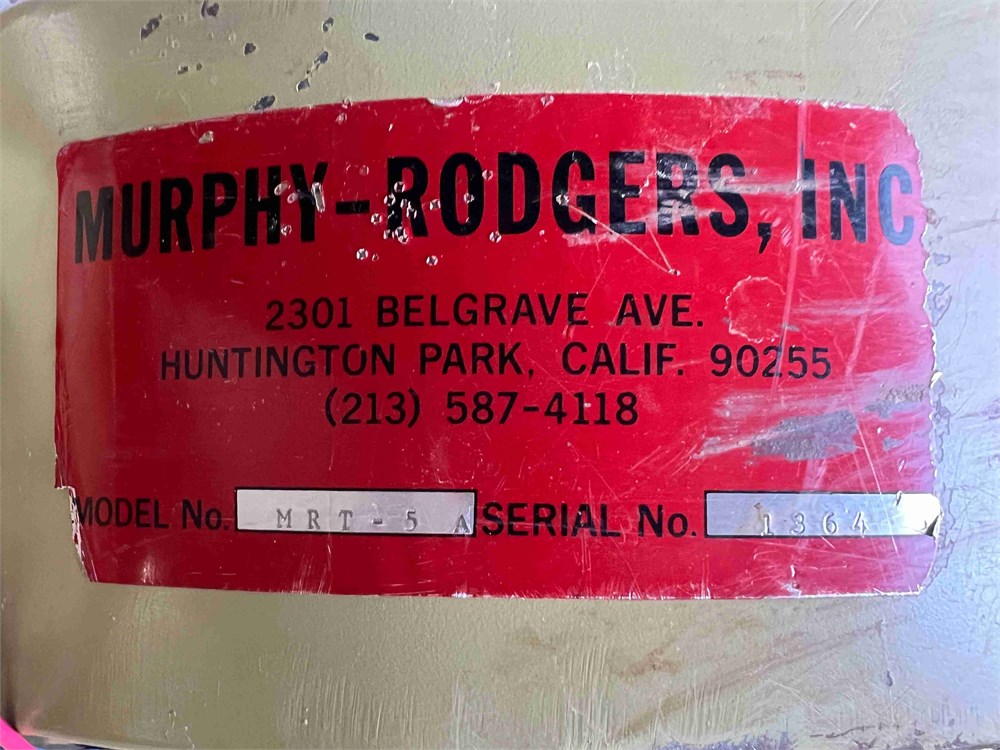 MURPHY-RODGERS, INC
2301 BELGRAVE AVE.
HUNTINGTON PARK, CALIF. 90255
(213) 587-4118
MODEL No. MRT-5 A SERIAL No. 1364